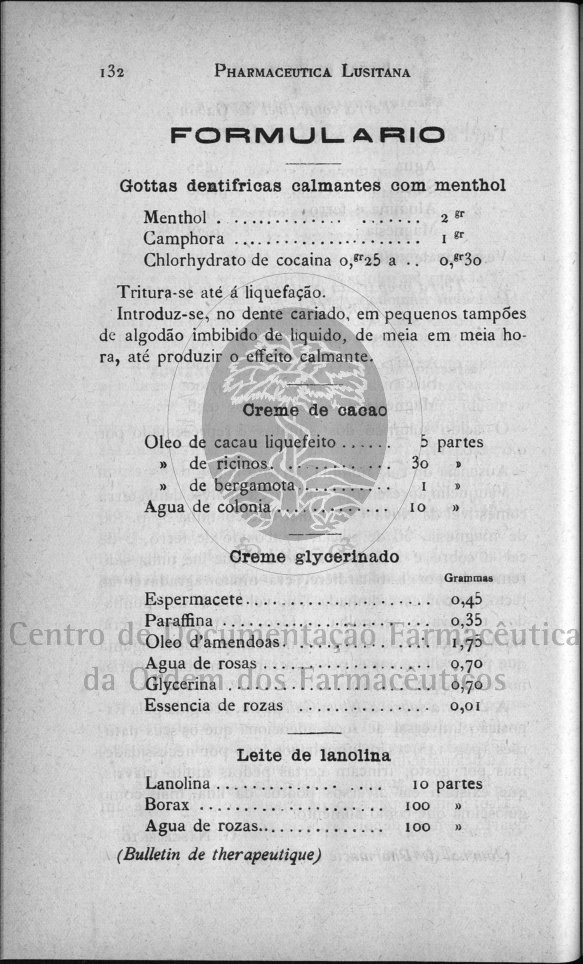 132 PHARMACEUTICA LUSITANA
FORMULARIO
Gottas dentifricas calmantes com menthol
Menthol . . . . . . . . . . . . . . . . . . . . 2 gr
Camphora . . . . . . . . . . . . . . . . . . . . 1 gr
Chlorhydrato de cocaina 0,gr25 a . . 0,gr30
Tritura-se até á liquefação.
Introduz-se, no dente cariado, em pequenos tampões
de algodão imbibido de liquido, de meia em meia ho-
ra, até produzir o effeito calmante.
Creme de cacao
Oleo de cacau liquefeito . . . . . . 5 partes
» de ricinos. . . . . . . . . . . . . 30 »
» de bergamota. . . . . . . . . . 1 »
Agua de colonia. . . . . . . . . . . . 10 »
Creme glycerinado
Grammas
Espermacete. . . . . . . . . . . . . . . . . . . 0,45
Paraffina . . . . . . . . . . . . . . . . . . . . 0,35
Oleo d'amendoas. . . . . . . . . . . . . . . 1,75
Agua de rosas . . . . . . . . . . . . . . . . . 0,70
Glycerina . . . . . . . . . . . . . . . . . . . . 0,70
Essencia de rozas . . . . . . . . . . . . . . 0,01
Centro de Documentação Farmacêutica
da Ordem dos Farmacêuticos
Leite de lanolina
Lanolina . . . . . . . . . . . . . . . . . 10 partes
Borax . . . . . . . . . . . . . . . . . . . 100 »
Agua de rozas... . . . . . . . . . . . . 100 »
(Bulletin de therapeutique)